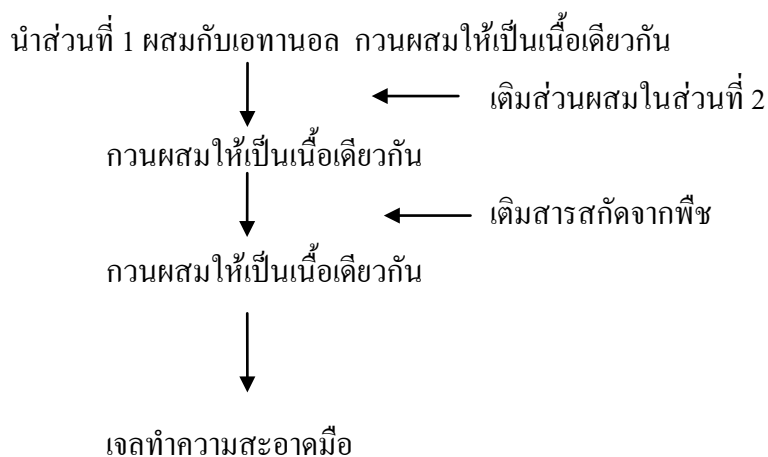 นำส่วนที่ 1 ผสมกับเอทานอล กวนผสมให้เป็นเนื้อเดียวกัน
เติมส่วนผสมในส่วนที่ 2
กวนผสมให้เป็นเนื้อเดียวกัน
เติมสารสกัดจากพืช
กวนผสมให้เป็นเนื้อเดียวกัน
เจลทำความสะอาดมือ